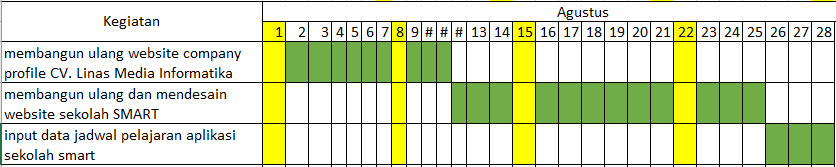 Kegiatan
Agustus
1 2 3 4 5 6 7 8 9 # # # 13 14 15 16 17 18 19 20 21 22 23 24 25 26 27 28
membangun ulang website company
profile CV. Linas Media Informatika
membangun ulang dan mendesain
website sekolah SMART
input data jadwal pelajaran aplikasi
sekolah smart